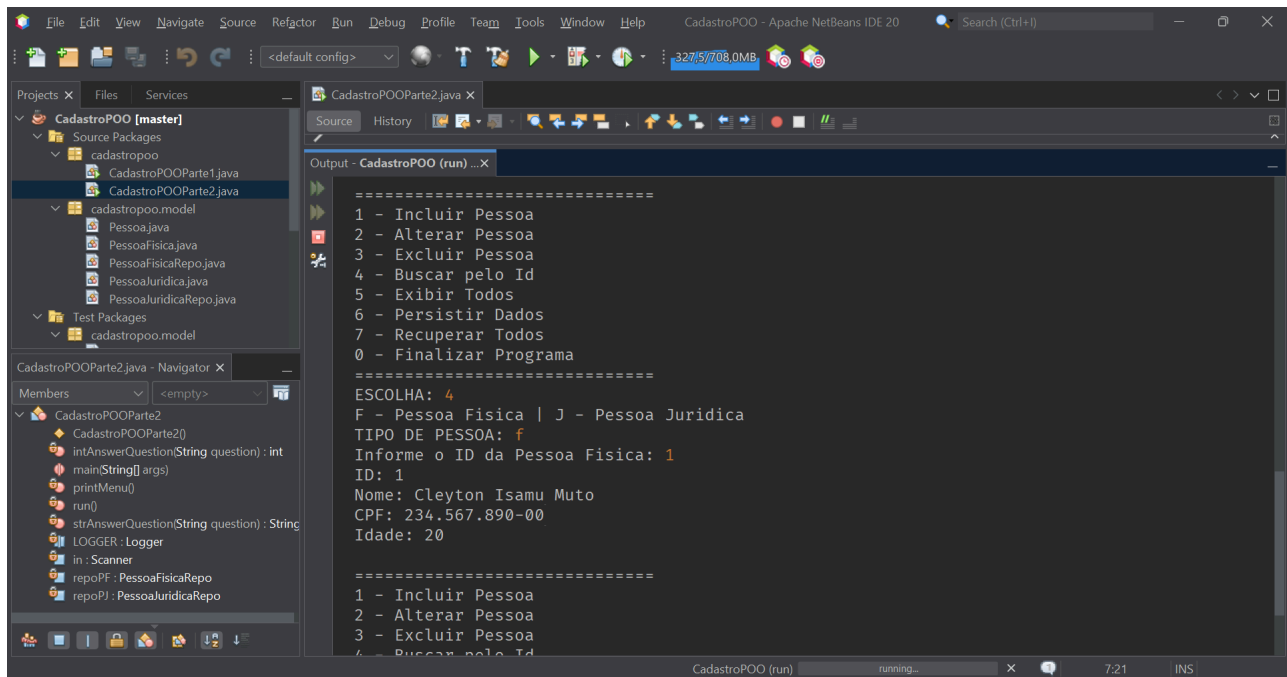 File Edit View Navigate Source Refactor Run Debug Profile Team Tools Window Help CadastroPOO - Apache NetBeans IDE 20 Search (Ctrl+I)
<default config> 327,5/708,0MB
Projects Files Services
CadastroPOO [master]
Source Packages
cadastropoo
CadastroPOOParte1.java
CadastroPOOParte2.java
cadastropoo.model
Pessoa.java
PessoaFisica.java
PessoaFisicaRepo.java
PessoaJuridica.java
PessoaJuridicaRepo.java
Test Packages
cadastropoo.model
CadastroPOOParte2.java - Navigator
Members <empty>
CadastroPOOParte2
CadastroPOOParte2()
intAnswerQuestion(String question) : int
main(String[] args)
printMenu()
run()
strAnswerQuestion(String question) : String
LOGGER : Logger
in : Scanner
repoPF : PessoaFisicaRepo
repoPJ : PessoaJuridicaRepo
CadastroPOOParte2.java
Source History
Output - CadastroPOO (run) ...
==============================
1 - Incluir Pessoa
2 - Alterar Pessoa
3 - Excluir Pessoa
4 - Buscar pelo Id
5 - Exibir Todos
6 - Persistir Dados
7 - Recuperar Todos
0 - Finalizar Programa
==============================
ESCOLHA: 4
F - Pessoa Fisica | J - Pessoa Juridica
TIPO DE PESSOA: f
Informe o ID da Pessoa Fisica: 1
ID: 1
Nome: Cleyton Isamu Muto
CPF: 234.567.890-00
Idade: 20
==============================
1 - Incluir Pessoa
2 - Alterar Pessoa
3 - Excluir Pessoa
4 - Buscar pelo Id
CadastroPOO (run) running... 7:21 INS